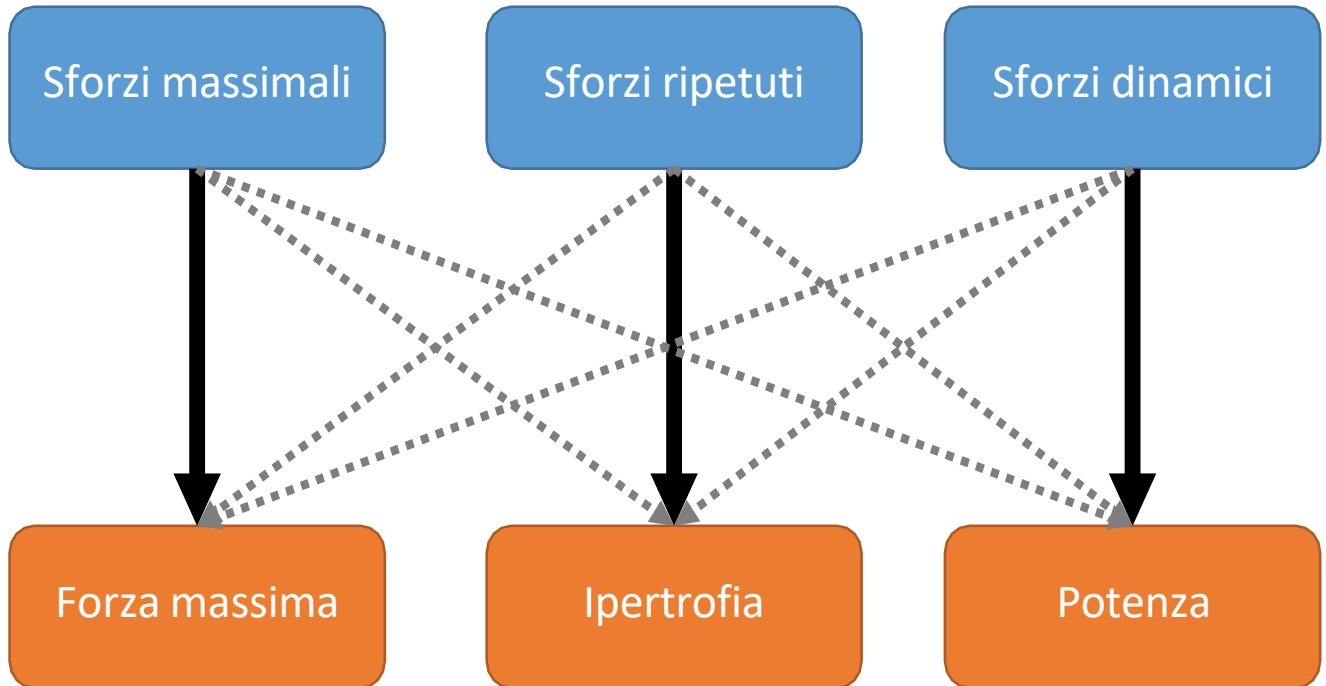 Sforzi massimali
Sforzi ripetuti
Sforzi dinamici
Forza massima
Ipertrofia
Potenza